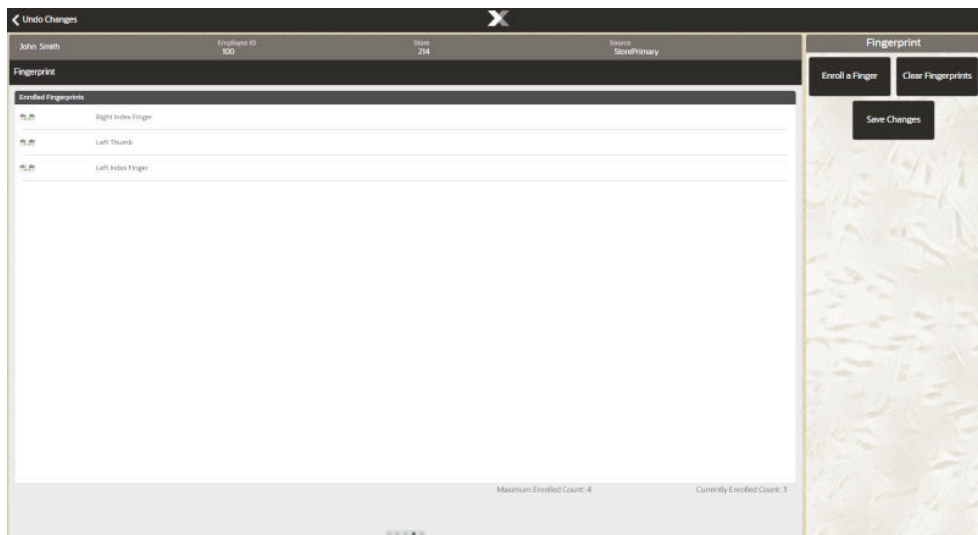 Undo Changes
John Smith
Employee ID
100
Store
214
Source
StorePrimary
Fingerprint
Enrolled Fingerprints
Right Index Finger
Left Thumb
Left Index Finger
Maximum Enrolled Count: 4
Currently Enrolled Count: 3
Fingerprint
Enroll a Finger
Clear Fingerprints
Save Changes